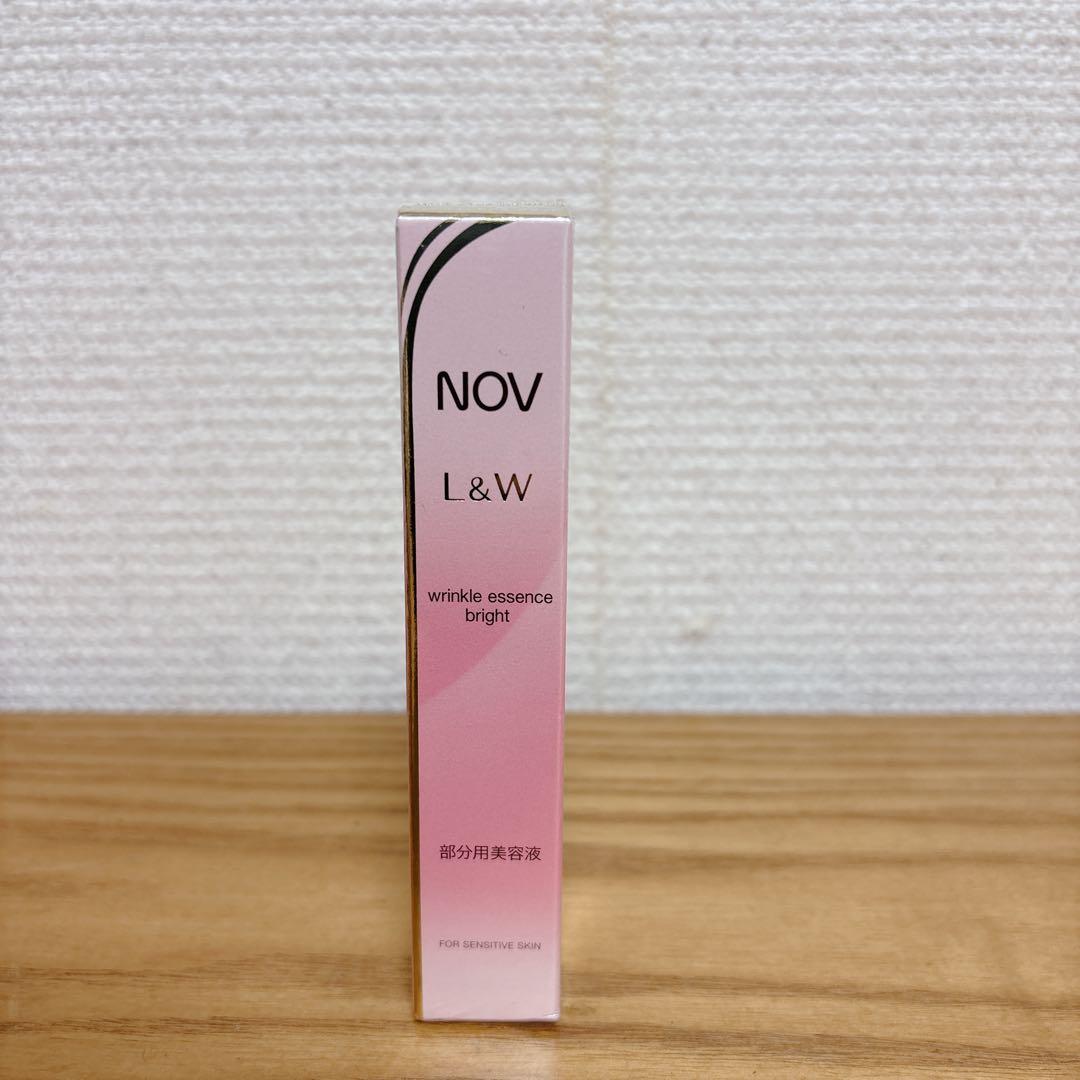 NOV
L&W
wrinkle essence
bright
部分用美容液
FOR SENSITIVE SKIN